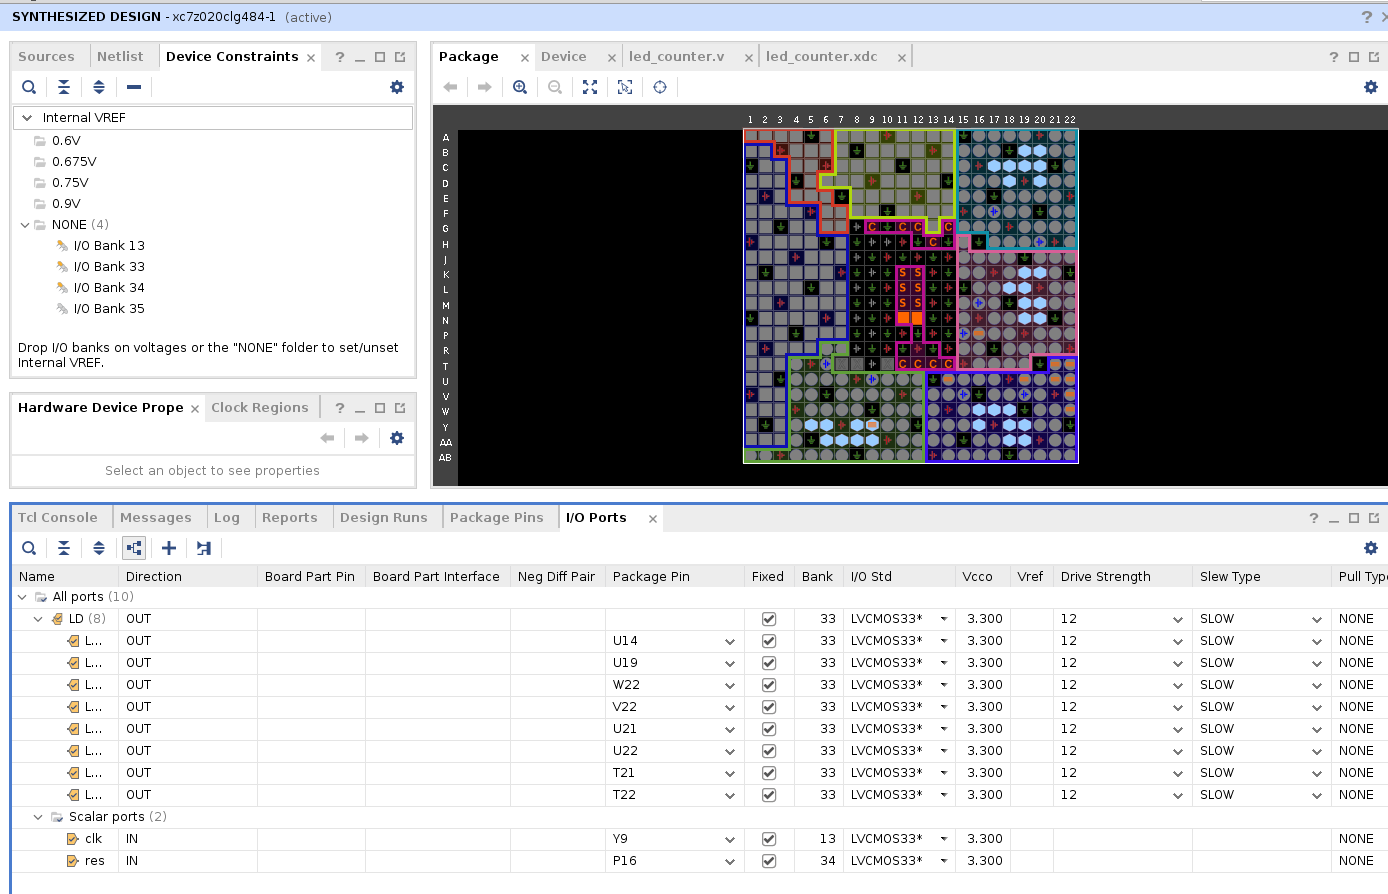 SYNTHESIZED DESIGN - xc7z020clg484-1 (active)
Sources Netlist Device Constraints
Internal VREF
0.6V
0.675V
0.75V
0.9V
NONE (4)
I/O Bank 13
I/O Bank 33
I/O Bank 34
I/O Bank 35
Drop I/O banks on voltages or the "NONE" folder to set/unset
Internal VREF.
Hardware Device Prope Clock Regions
Select an object to see properties
Package Device led_counter.v led_counter.xdc
1 2 3 4 5 6 7 8 9 10 11 12 13 14 15 16 17 18 19 20 21 22
A
B
C
D
E
F
G C C C C
H C
J
K S S
L S S
M S S
N
P
R
T C C C C
U
V
W
Y
AA
AB
Tcl Console Messages Log Reports Design Runs Package Pins I/O Ports
Name Direction Board Part Pin Board Part Interface Neg Diff Pair Package Pin Fixed Bank I/O Std Vcco Vref Drive Strength Slew Type Pull Type
All ports (10)
LD (8) OUT 33 LVCMOS33* 3.300 12 SLOW NONE
L... OUT U14 33 LVCMOS33* 3.300 12 SLOW NONE
L... OUT U19 33 LVCMOS33* 3.300 12 SLOW NONE
L... OUT W22 33 LVCMOS33* 3.300 12 SLOW NONE
L... OUT V22 33 LVCMOS33* 3.300 12 SLOW NONE
L... OUT U21 33 LVCMOS33* 3.300 12 SLOW NONE
L... OUT U22 33 LVCMOS33* 3.300 12 SLOW NONE
L... OUT T21 33 LVCMOS33* 3.300 12 SLOW NONE
L... OUT T22 33 LVCMOS33* 3.300 12 SLOW NONE
Scalar ports (2)
clk IN Y9 13 LVCMOS33* 3.300 NONE
res IN P16 34 LVCMOS33* 3.300 NONE